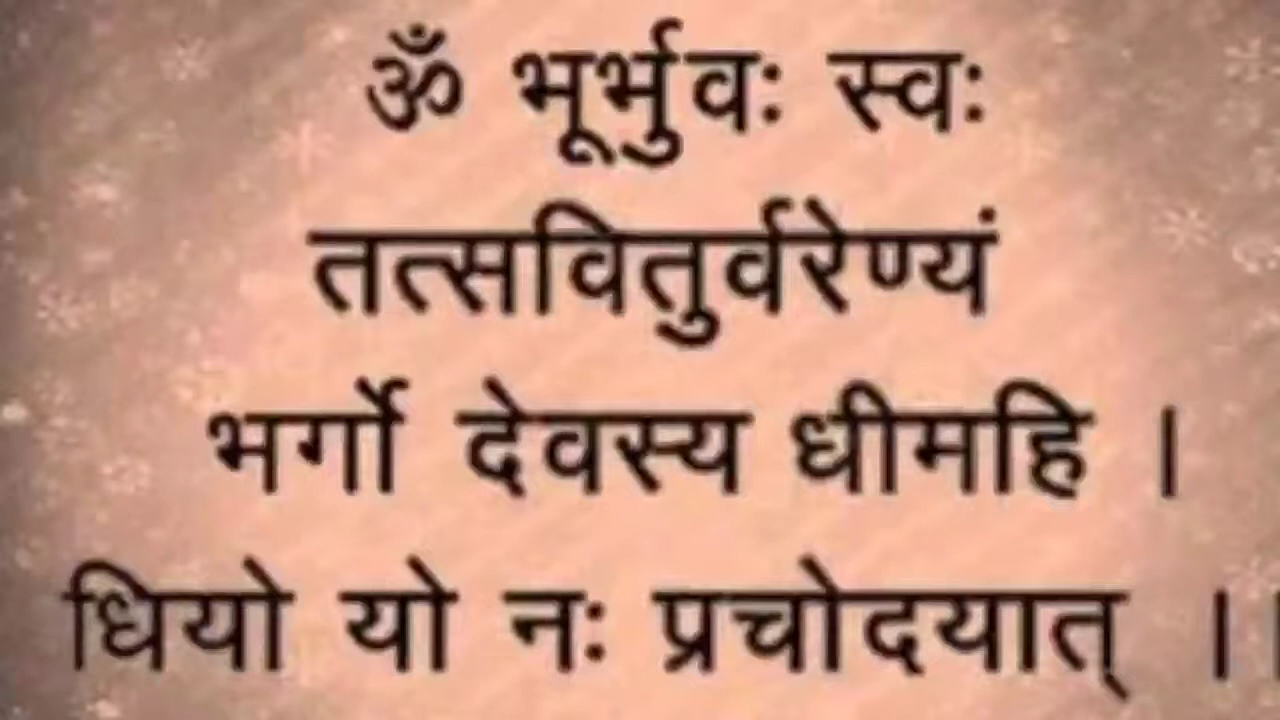 ॐ भूर्भुवः स्वः
तत्सवितुर्वरेण्यं
भर्गो देवस्य धीमहि ।
धियो यो नः प्रचोदयात् ।।